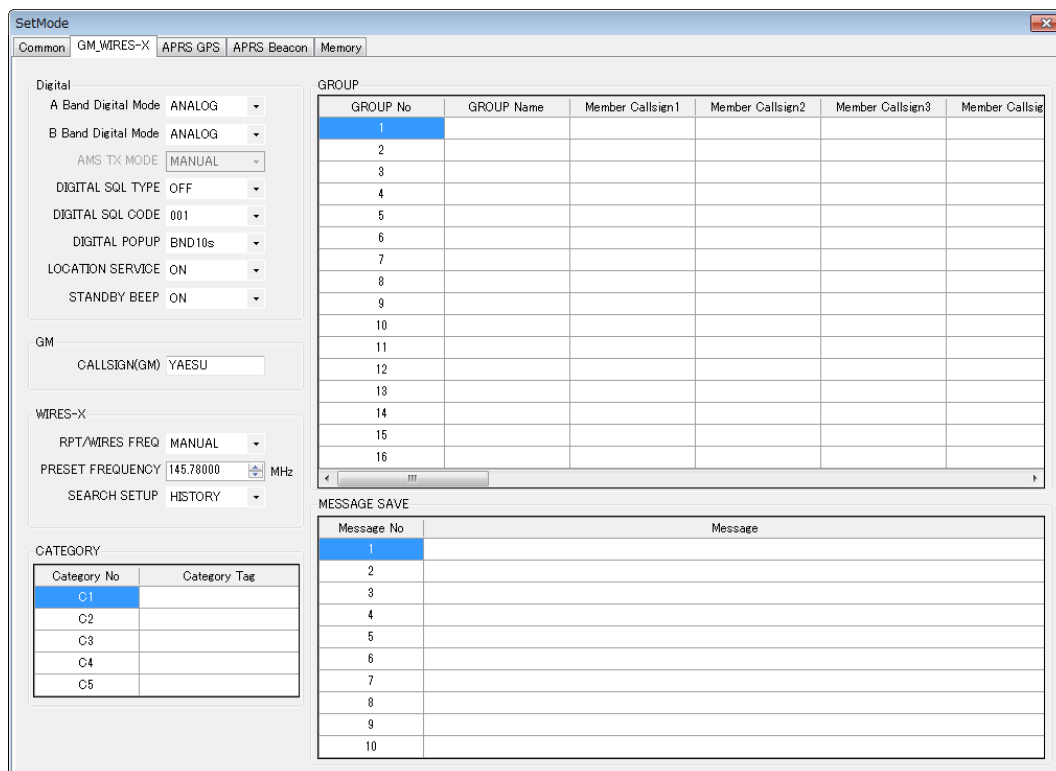 SetMode
Common GM_WIRES-X APRS GPS APRS Beacon Memory
Digital
A Band Digital Mode ANALOG
B Band Digital Mode ANALOG
AMS TX MODE MANUAL
DIGITAL SQL TYPE OFF
DIGITAL SQL CODE 001
DIGITAL POPUP BND10s
LOCATION SERVICE ON
STANDBY BEEP ON
GM
CALLSIGN(GM) YAESU
WIRES-X
RPT/WIRES FREQ MANUAL
PRESET FREQUENCY 145.78000 MHz
SEARCH SETUP HISTORY
CATEGORY
Category No Category Tag
C1
C2
C3
C4
C5
GROUP
GROUP No GROUP Name Member Callsign1 Member Callsign2 Member Callsign3 Member Callsig
1
2
3
4
5
6
7
8
9
10
11
12
13
14
15
16
MESSAGE SAVE
Message No Message
1
2
3
4
5
6
7
8
9
10